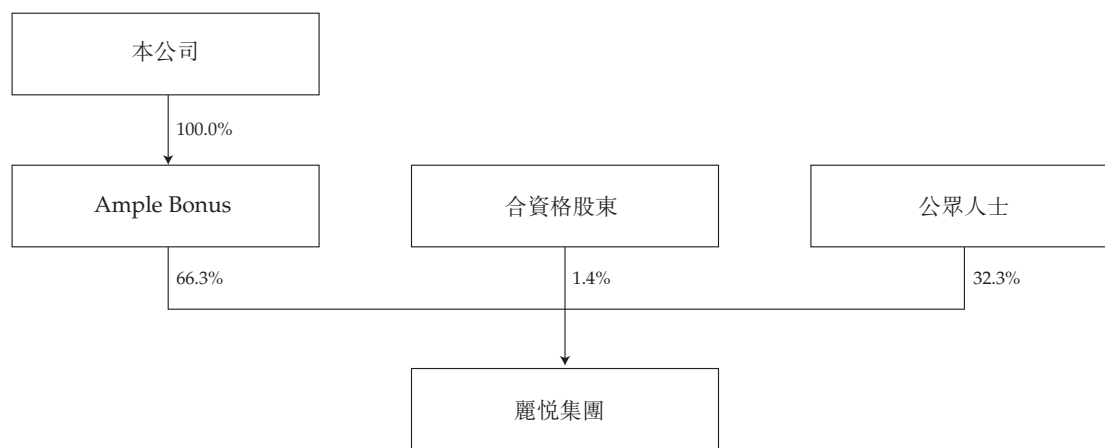 本公司
100.0%
Ample Bonus
合資格股東
公眾人士
66.3%
1.4%
32.3%
麗悅集團